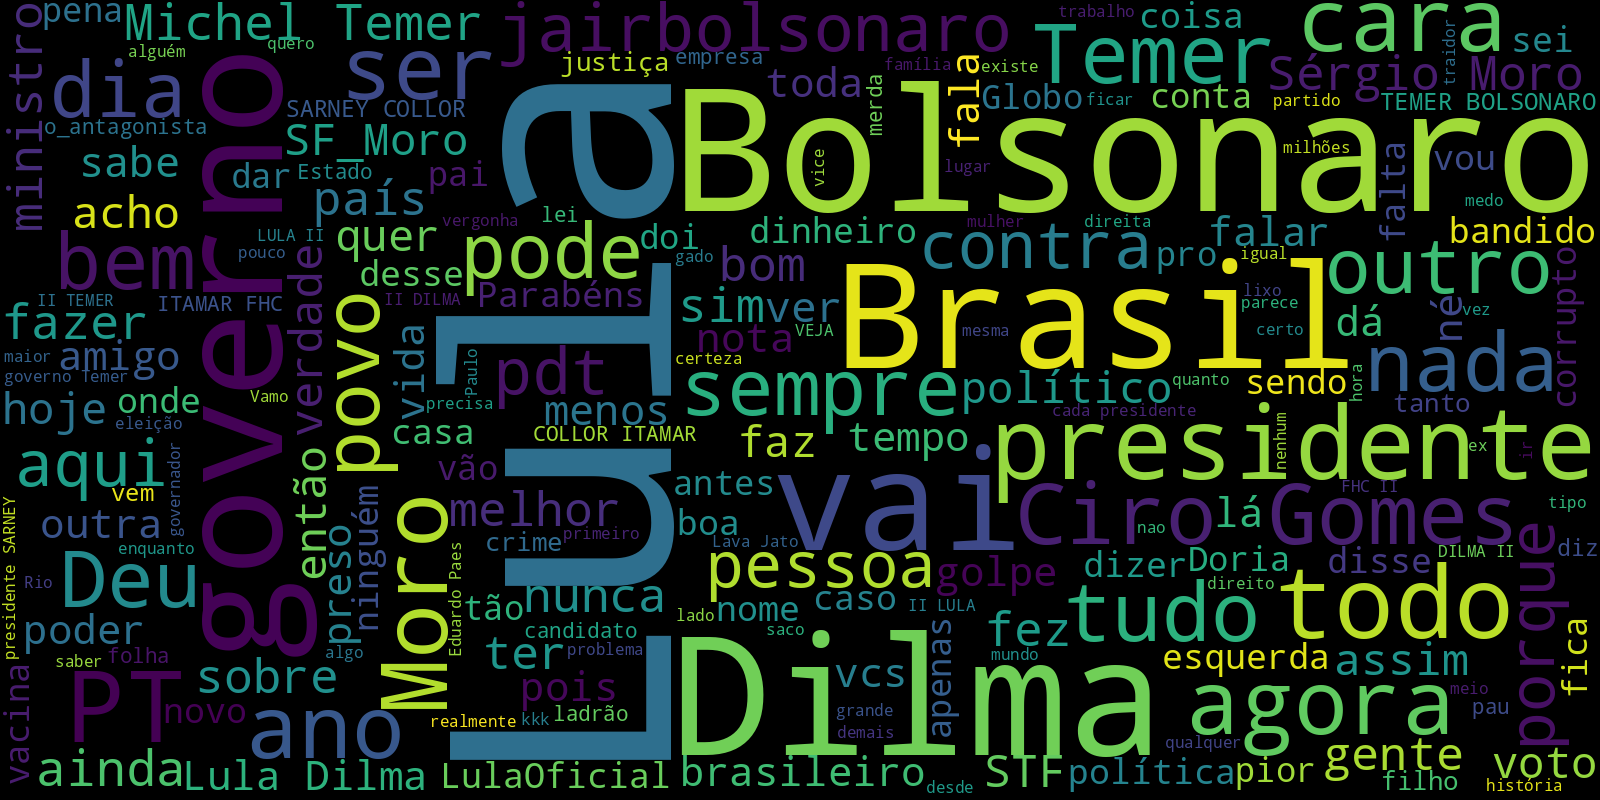 pena
Michel Temer
jairbolsonaro
trabalho
coisa
cara
alguém
quero
ministro
dia
ser
justiça
empresa
família
existe
Temer
traidor
sei
Sérgio Moro
toda
merda
fala
Globo
ficar
conta
partido
TEMER BOLSONARO
o_antagonista
SARNEY COLLOR
SF_Moro
governo
Lula
Bolsonaro
milhões
vou
sabe
dar
Estado
pai
vice
lugar
falta
acho
país
vergonha
lei
medo
bem
LULA II
pouco
quer
pode
doi
dinheiro
mulher
contra
direita
pro
falar
bandido
desse
gado
bom
igual
outro
II TEMER
ITAMAR FHC
verdade
II DILMA
Parabéns
sim
ver
Brasil
lixo
parece
né
vez
corrupto
fazer
povo
vida
nota
VEJA
mesma
certo
dá
maior
amigo
governo Temer
Paulo
pdt
certeza
sempre
político
quanto
sendo
hora
nada
hoje
onde
Vamo
precisa
menos
cada presidente
tanto
eleição
casa
COLLOR ITAMAR
faz
tempo
presidente
nenhum
ex
ir
aqui
governador
então
vão
vem
antes
vai
FHC II
presidente SARNEY
outra
ninguém
Moro
melhor
primeiro
boa
Ciro Gomes
nao
lá
tipo
enquanto
preso
crime
Lava Jato
DILMA II
diz
Rio
Deu
Eduardo Paes
nunca
pessoa
golpe
dizer
Doria
direito
disse
porque
poder
tão
lado
nome
caso
II LULA
tudo
todo
saber
folha
algo
candidato
saco
fez
ter
problema
mundo
esquerda
assim
fica
vacina
PT
sobre
pois
Dilma
vcs
apenas
agora
meio
novo
ano
realmente
kkk
ladrão
grande
demais
pau
qualquer
ainda
Lula Dilma
LulaOficial
brasileiro
desde
STF
política
pior
gente
filho
voto
história